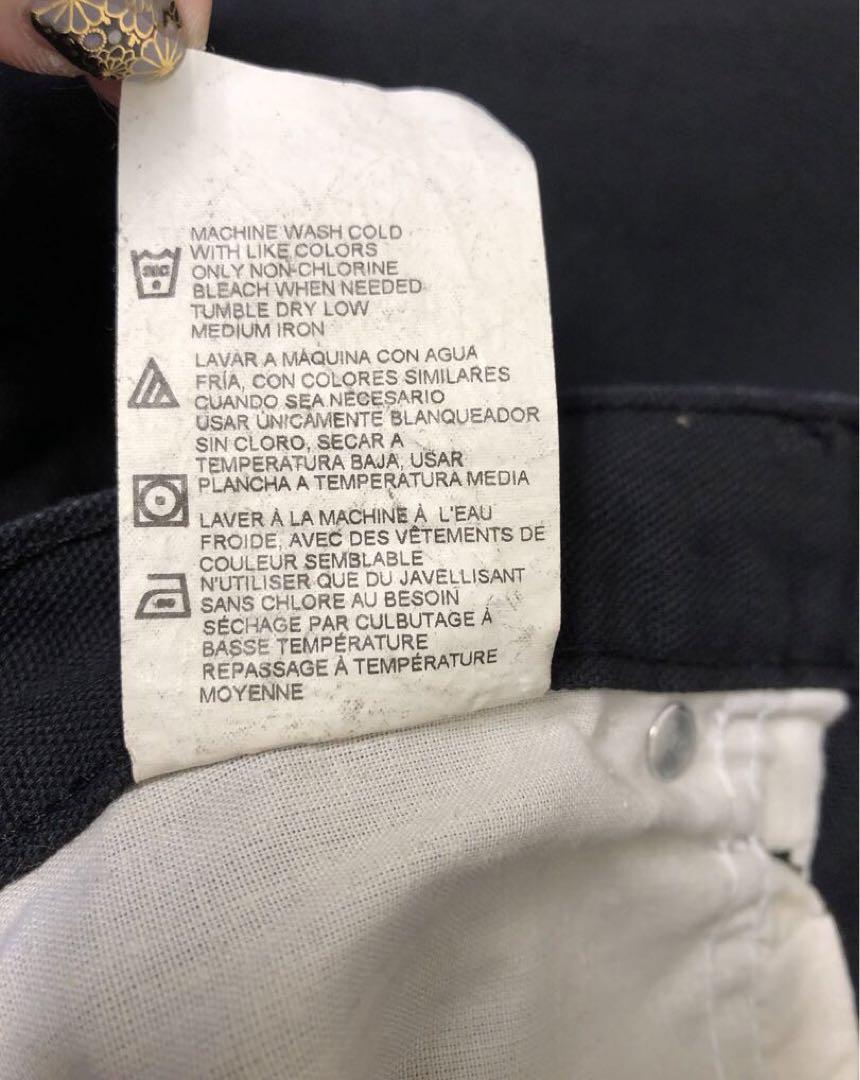 MACHINE WASH COLD
WITH LIKE COLORS
ONLY NON-CHLORINE
BLEACH WHEN NEEDED
TUMBLE DRY LOW
MEDIUM IRON
LAVAR A MÁQUINA CON AGUA
FRÍA, CON COLORES SIMILARES
CUANDO SEA NECESARIO
USAR ÚNICAMENTE BLANQUEADOR
SIN CLORO, SECAR A
TEMPERATURA BAJA, USAR
PLANCHA A TEMPERATURA MEDIA
LAVER À LA MACHINE À L'EAU
FROIDE, AVEC DES VÊTEMENTS DE
COULEUR SEMBLABLE
N'UTILISER QUE DU JAVELLISANT
SANS CHLORE AU BESOIN
SÉCHAGE PAR CULBUTAGE À
BASSE TEMPÉRATURE
REPASSAGE À TEMPÉRATURE
MOYENNE